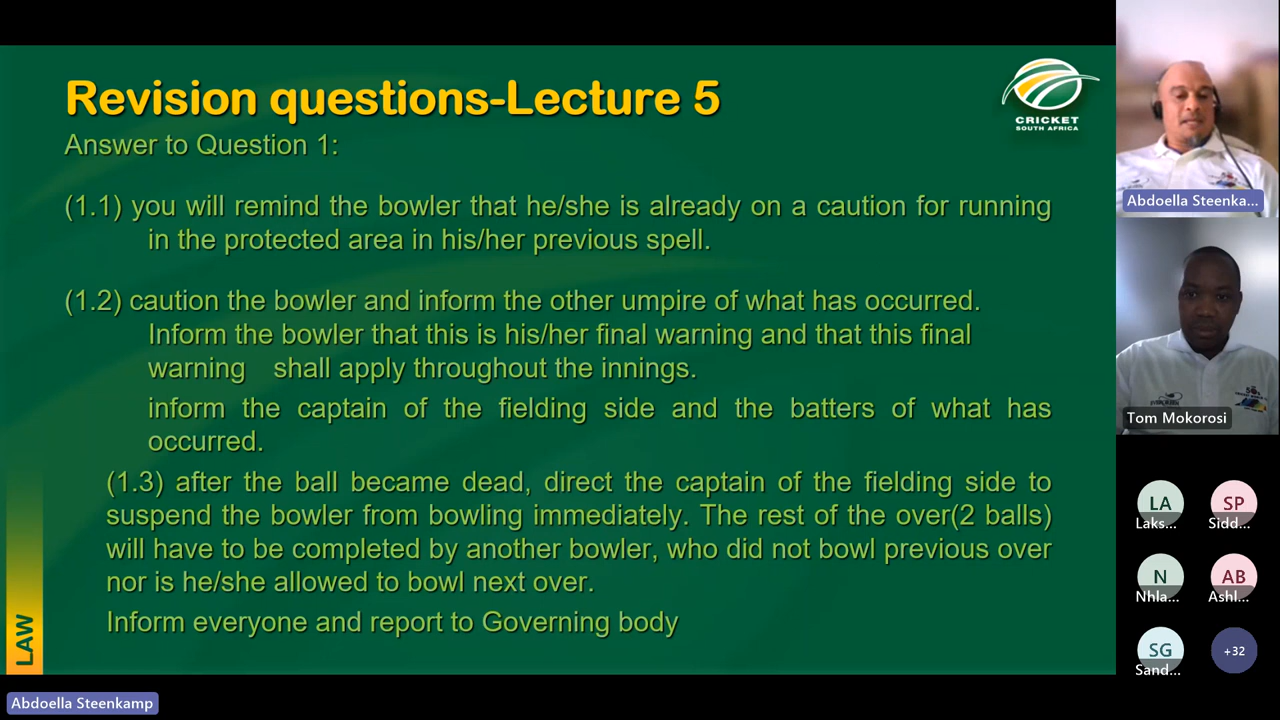 Revision questions-Lecture 5
CRICKET
SOUTH AFRICA
Answer to Question 1:
(1.1) you will remind the bowler that he/she is already on a caution for running
in the protected area in his/her previous spell.
(1.2) caution the bowler and inform the other umpire of what has occurred.
Inform the bowler that this is his/her final warning and that this final
warning shall apply throughout the innings.
inform the captain of the fielding side and the batters of what has
occurred.
(1.3) after the ball became dead, direct the captain of the fielding side to
suspend the bowler from bowling immediately. The rest of the over(2 balls)
will have to be completed by another bowler, who did not bowl previous over
nor is he/she allowed to bowl next over.
Inform everyone and report to Governing body
LAW
Abdoella Steenkamp
Abdoella Steenka...
Tom Mokorosi
LA
Laks...
SP
Sidd...
N
Nhla...
AB
Ashl...
SG
Sand...
+32